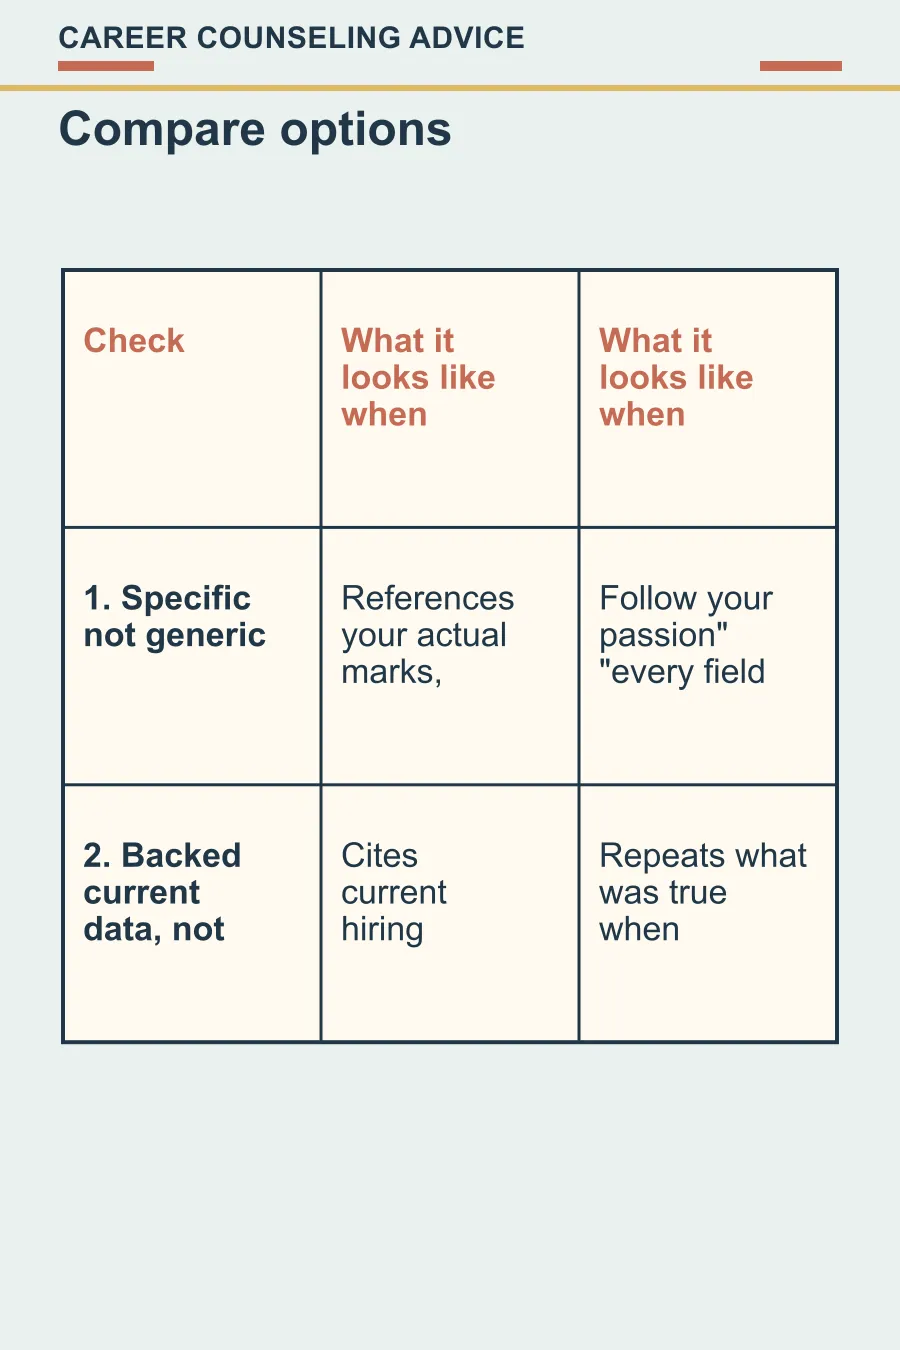 CAREER COUNSELING ADVICE
Compare options
Check
What it
looks like
when
What it
looks like
when
1. Specific
not generic
References
your actual
marks,
Follow your
passion"
"every field
2. Backed
current
data, not
Cites
current
hiring
Repeats what
was true
when